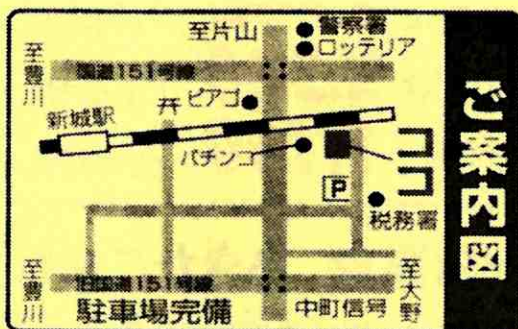 ご案内図
至片山
警察署
ロッテリア
至豊川
国道151号線
ピアゴ
新城駅
パチンコ
ココ
P
税務署
至豊川
旧国道151号線
至大野
駐車場完備
中町信号